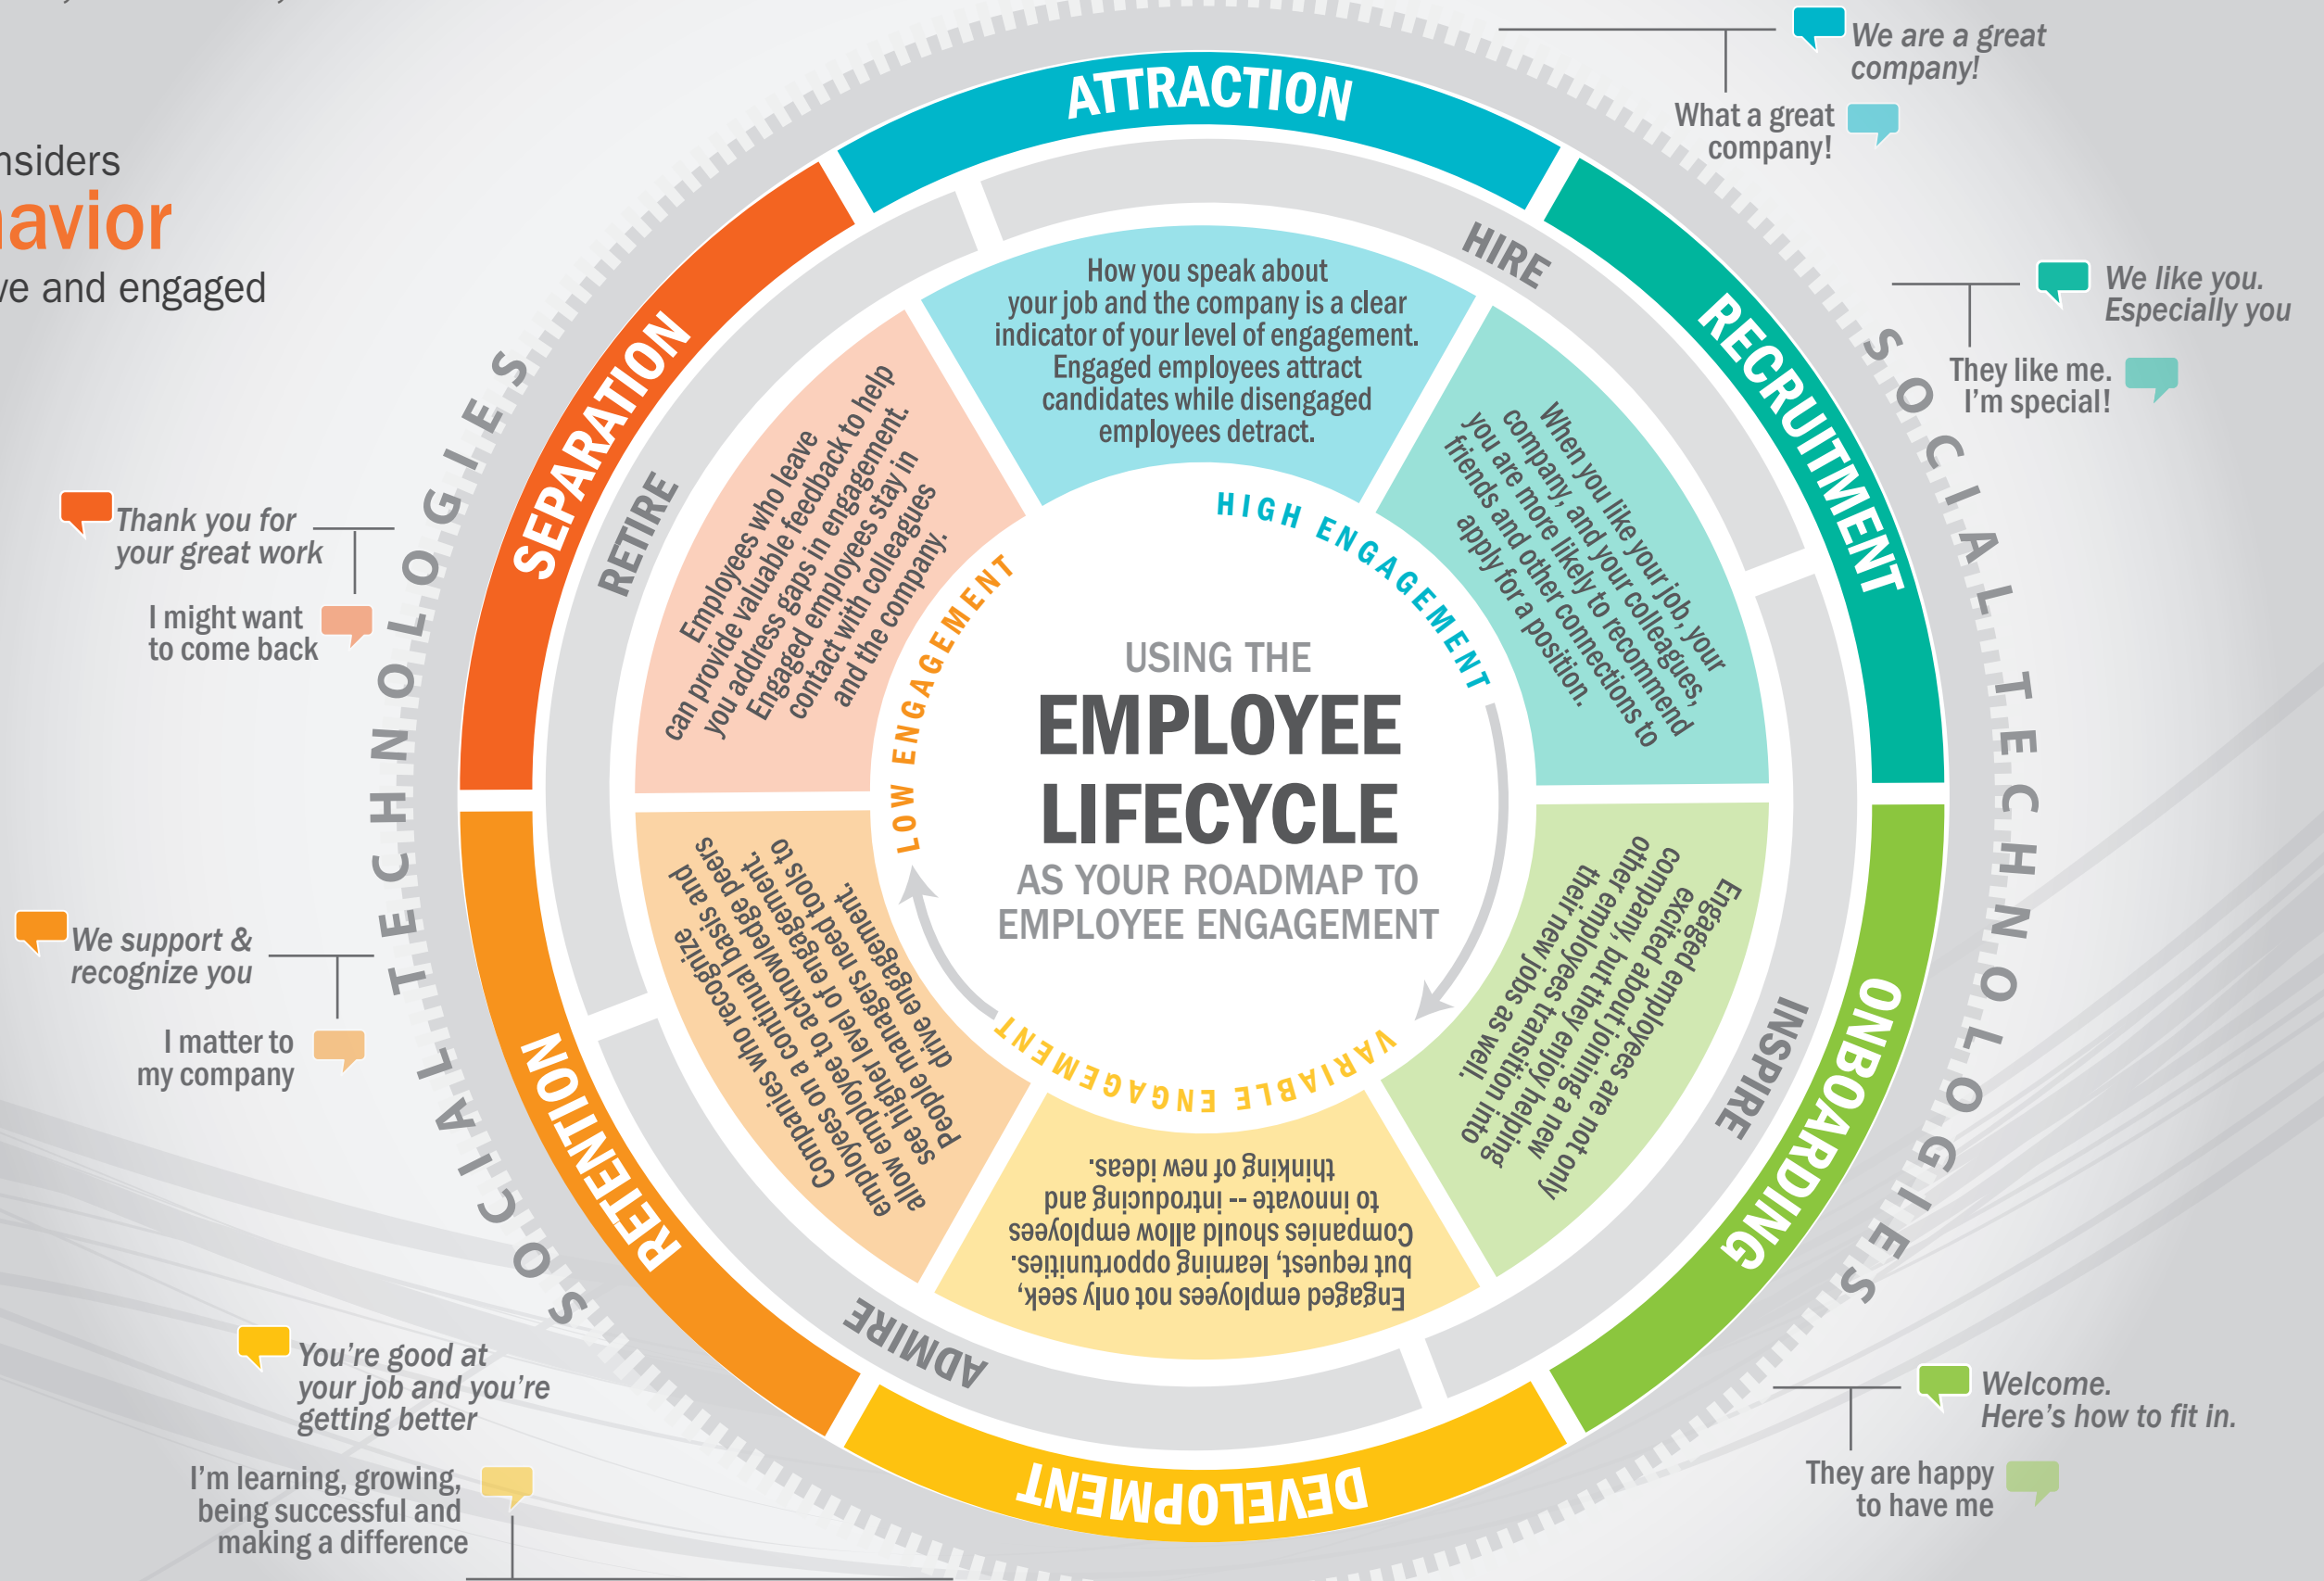 nsiders
avior
ve and engaged
ATTRACTION
RECRUITMENT
ONBOARDING
DEVELOPMENT
RETENTION
SEPARATION
HIRE
INSPIRE
ADMIRE
RETIRE
How you speak about
your job and the company is a clear
indicator of your level of engagement.
Engaged employees attract
candidates while disengaged
employees detract.
When you like your job, your
company, and your colleagues,
you are more likely to recommend
friends and other connections to
apply for a position.
Engaged employees are not only
excited about joining a new
company, but they enjoy helping
other employees transition into
their new jobs as well.
Engaged employees not only seek,
but request, learning opportunities.
Companies should allow employees
to innovate -- introducing and
thinking of new ideas.
Companies who recognize
employees on a continual basis and
allow employee to acknowledge peers
see higher level of engagement.
People managers need tools to
drive engagement.
Employees who leave
can provide valuable feedback to help
you address gaps in engagement.
Engaged employees stay in
contact with colleagues
and the company.
HIGH ENGAGEMENT
VARIABLE ENGAGEMENT
LOW ENGAGEMENT
USING THE
EMPLOYEE
LIFECYCLE
AS YOUR ROADMAP TO
EMPLOYEE ENGAGEMENT
SOCIAL TECHNOLOGIES
SOCIAL TECHNOLOGIES
We are a great
company!
What a great
company!
We like you.
Especially you
They like me.
I'm special!
Welcome.
Here's how to fit in.
They are happy
to have me
You're good at
your job and you're
getting better
I'm learning, growing,
being successful and
making a difference
We support &
recognize you
I matter to
my company
Thank you for
your great work
I might want
to come back